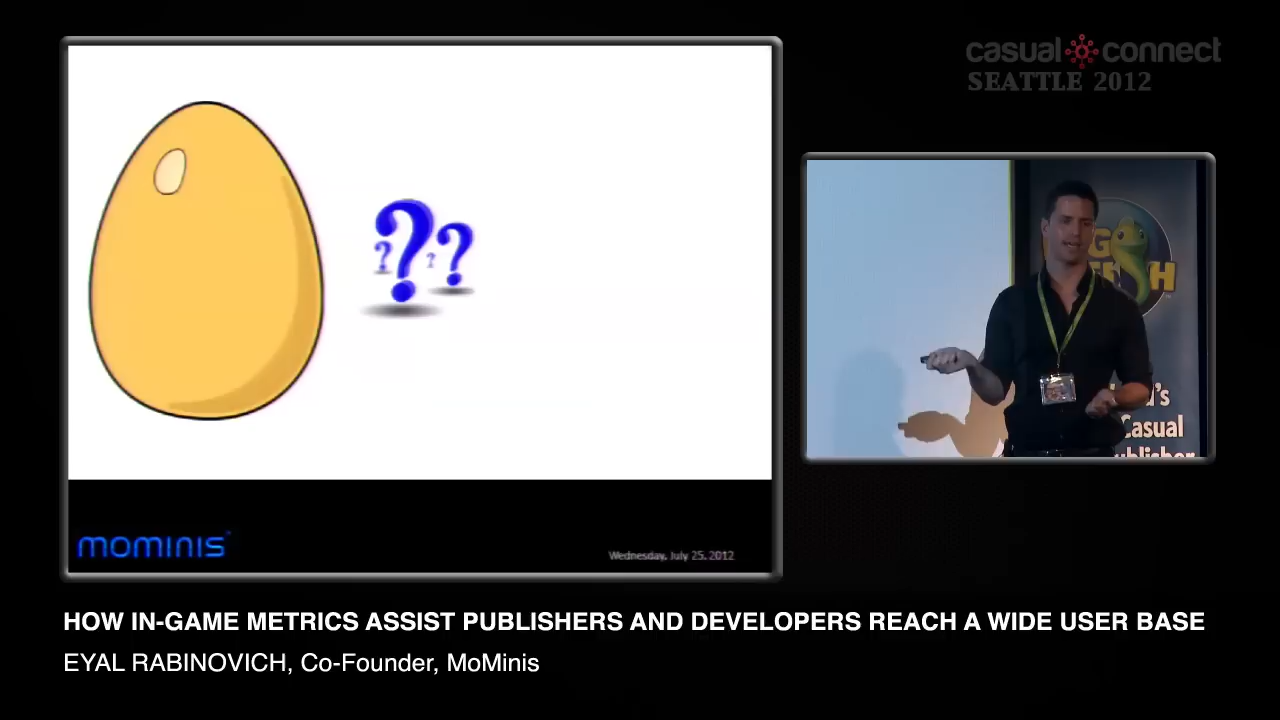 casual connect
SEATTLE 2012
???
?
?
mominis
Wednesday, July 25, 2012
's
Casual
HOW IN-GAME METRICS ASSIST PUBLISHERS AND DEVELOPERS REACH A WIDE USER BASE
EYAL RABINOVICH, Co-Founder, MoMinis